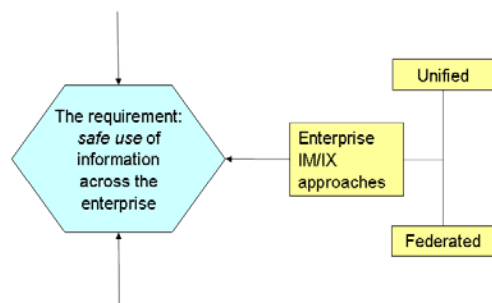 The requirement:
safe use of
information
across the
enterprise
Enterprise
IM/IX
approaches
Unified
Federated